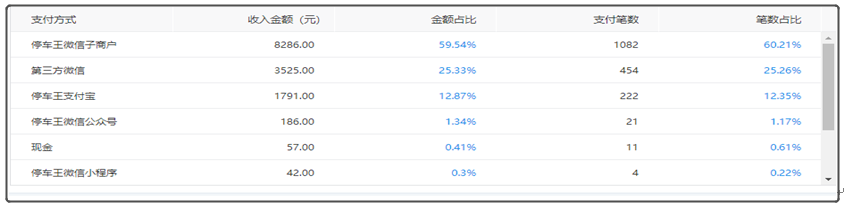 支付方式 收入金额（元） 金额占比 支付笔数 笔数占比
停车王微信子商户 8286.00 59.54% 1082 60.21%
第三方微信 3525.00 25.33% 454 25.26%
停车王支付宝 1791.00 12.87% 222 12.35%
停车王微信公众号 186.00 1.34% 21 1.17%
现金 57.00 0.41% 11 0.61%
停车王微信小程序 42.00 0.3% 4 0.22%